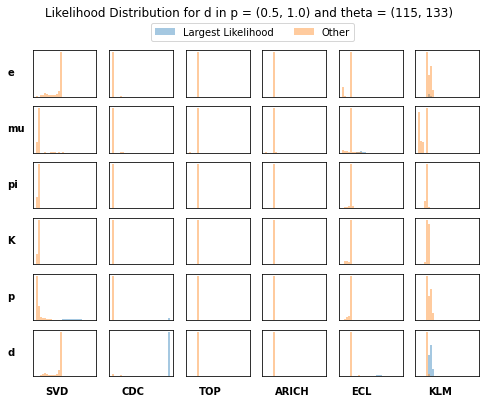 Likelihood Distribution for d in p = (0.5, 1.0) and theta = (115, 133)
Largest Likelihood Other
e
mu
pi
K
p
d
SVD CDC TOP ARICH ECL KLM